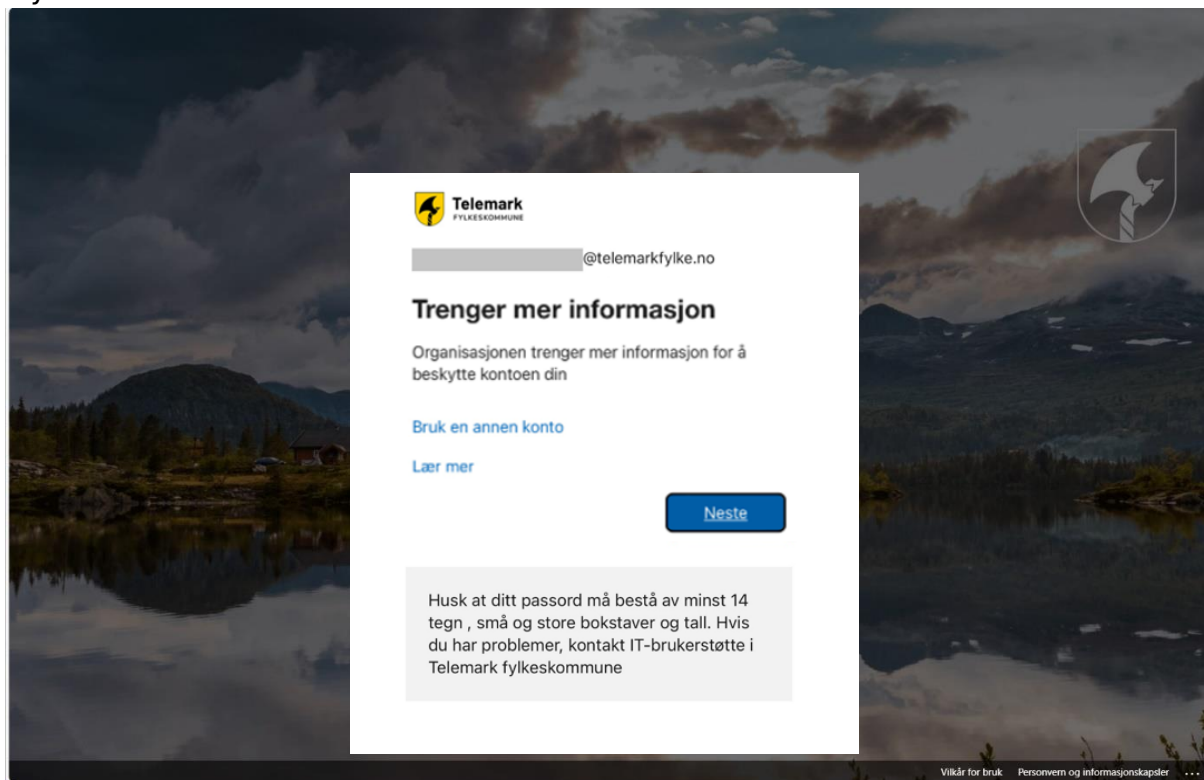 Telemark
FYLKESKOMMUNE
@telemarkfylke.no
Trenger mer informasjon
Organisasjonen trenger mer informasjon for å
beskytte kontoen din
Bruk en annen konto
Lær mer
Neste
Husk at ditt passord må bestå av minst 14
tegn , små og store bokstaver og tall. Hvis
du har problemer, kontakt IT-brukerstøtte i
Telemark fylkeskommune
Vilkår for bruk Personvern og informasjonskapsler ...